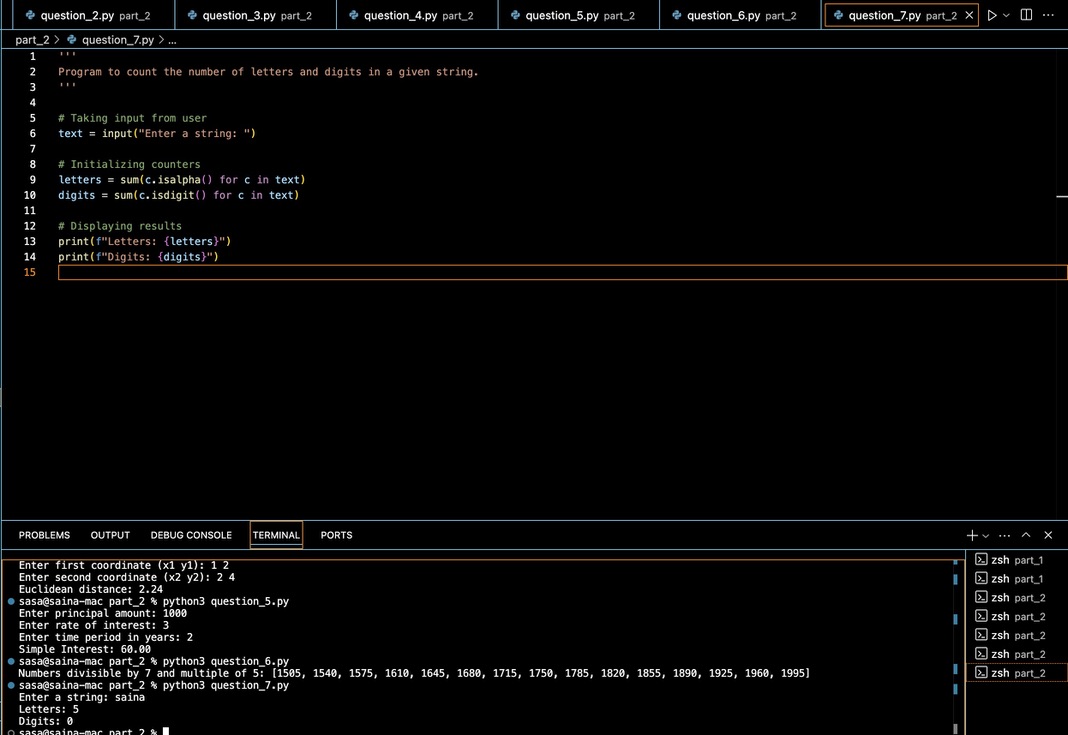 question_2.py part_2 question_3.py part_2 question_4.py part_2 question_5.py part_2 question_6.py part_2 question_7.py part_2
part_2 > question_7.py > ...
1 '''
2 Program to count the number of letters and digits in a given string.
3 '''
4
5 # Taking input from user
6 text = input("Enter a string: ")
7
8 # Initializing counters
9 letters = sum(c.isalpha() for c in text)
10 digits = sum(c.isdigit() for c in text)
11
12 # Displaying results
13 print(f"Letters: {letters}")
14 print(f"Digits: {digits}")
15
PROBLEMS OUTPUT DEBUG CONSOLE TERMINAL PORTS
Enter first coordinate (x1 y1): 1 2
Enter second coordinate (x2 y2): 2 4
Euclidean distance: 2.24
sasa@saina-mac part_2 % python3 question_5.py
Enter principal amount: 1000
Enter rate of interest: 3
Enter time period in years: 2
Simple Interest: 60.00
sasa@saina-mac part_2 % python3 question_6.py
Numbers divisible by 7 and multiple of 5: [1505, 1540, 1575, 1610, 1645, 1680, 1715, 1750, 1785, 1820, 1855, 1890, 1925, 1960, 1995]
sasa@saina-mac part_2 % python3 question_7.py
Enter a string: saina
Letters: 5
Digits: 0
sasa@saina-mac part_2 %
zsh part_1
zsh part_1
zsh part_2
zsh part_2
zsh part_2
zsh part_2
zsh part_2